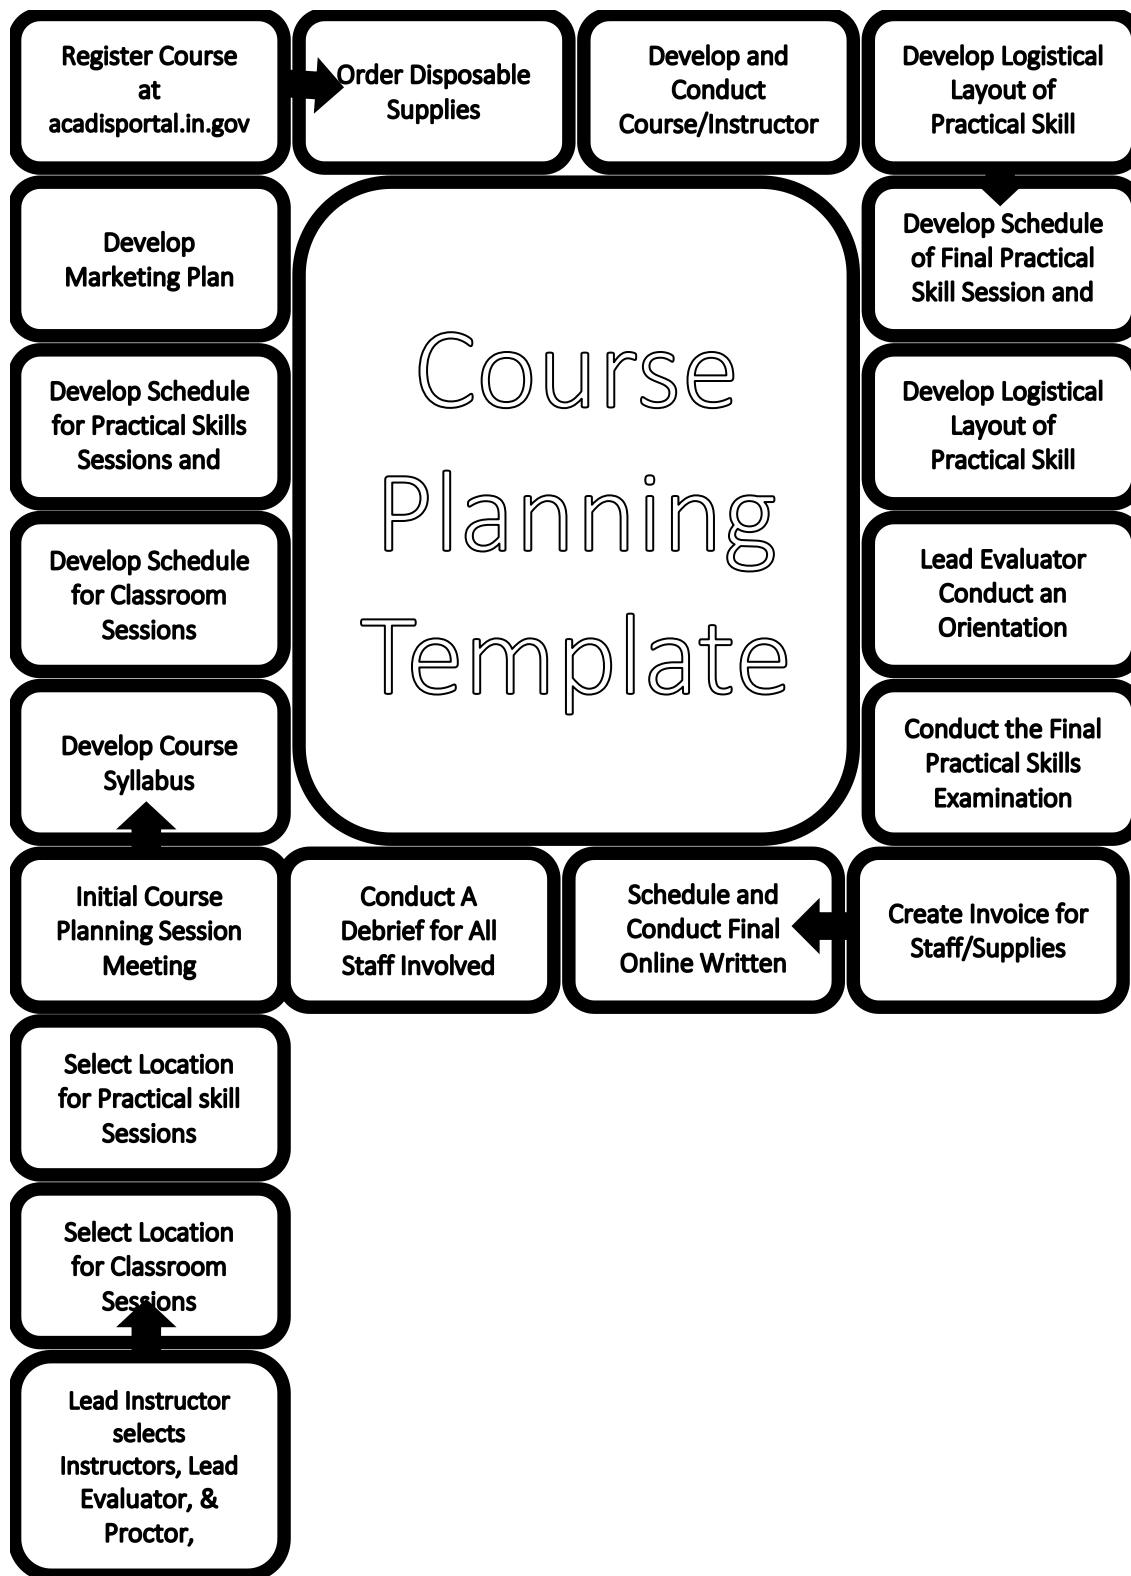 Register Course
at
acadisportal.in.gov
Order Disposable
Supplies
Develop and
Conduct
Course/Instructor
Develop Logistical
Layout of
Practical Skill
Develop
Marketing Plan
Develop Schedule
of Final Practical
Skill Session and
Course
Planning
Template
Develop Schedule
for Practical Skills
Sessions and
Develop Logistical
Layout of
Practical Skill
Develop Schedule
for Classroom
Sessions
Lead Evaluator
Conduct an
Orientation
Develop Course
Syllabus
Conduct the Final
Practical Skills
Examination
Initial Course
Planning Session
Meeting
Conduct A
Debrief for All
Staff Involved
Schedule and
Conduct Final
Online Written
Create Invoice for
Staff/Supplies
Select Location
for Practical skill
Sessions
Select Location
for Classroom
Sessions
Lead Instructor
selects
Instructors, Lead
Evaluator, &
Proctor,